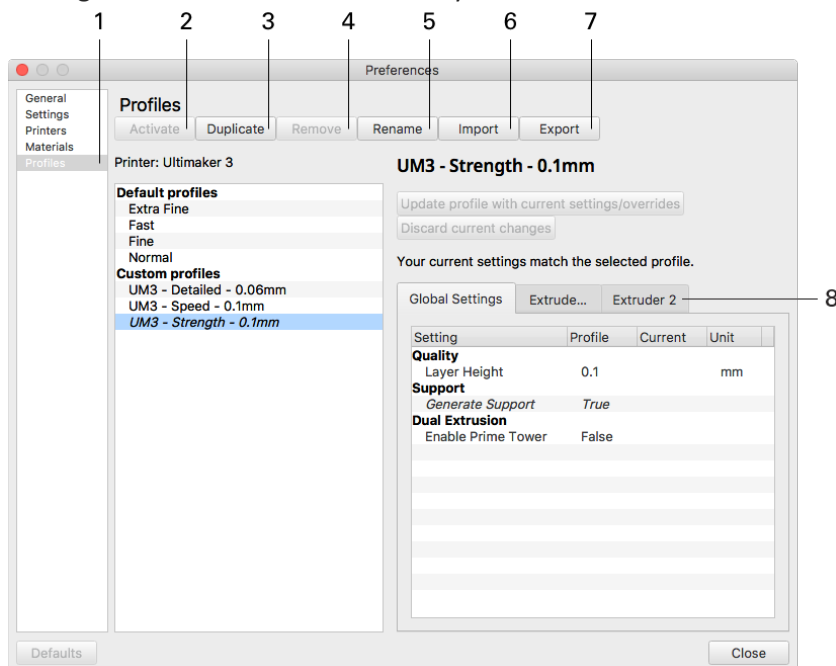 1 2 3 4 5 6 7
Preferences
General
Settings
Printers
Materials
Profiles
Profiles
Activate Duplicate Remove Rename Import Export
Printer: Ultimaker 3
Default profiles
Extra Fine
Fast
Fine
Normal
Custom profiles
UM3 - Detailed - 0.06mm
UM3 - Speed - 0.1mm
UM3 - Strength - 0.1mm
UM3 - Strength - 0.1mm
Update profile with current settings/overrides
Discard current changes
Your current settings match the selected profile.
Global Settings Extrude... Extruder 2 8
Setting Profile Current Unit
Quality
Layer Height 0.1 mm
Support
Generate Support True
Dual Extrusion
Enable Prime Tower False
Defaults Close